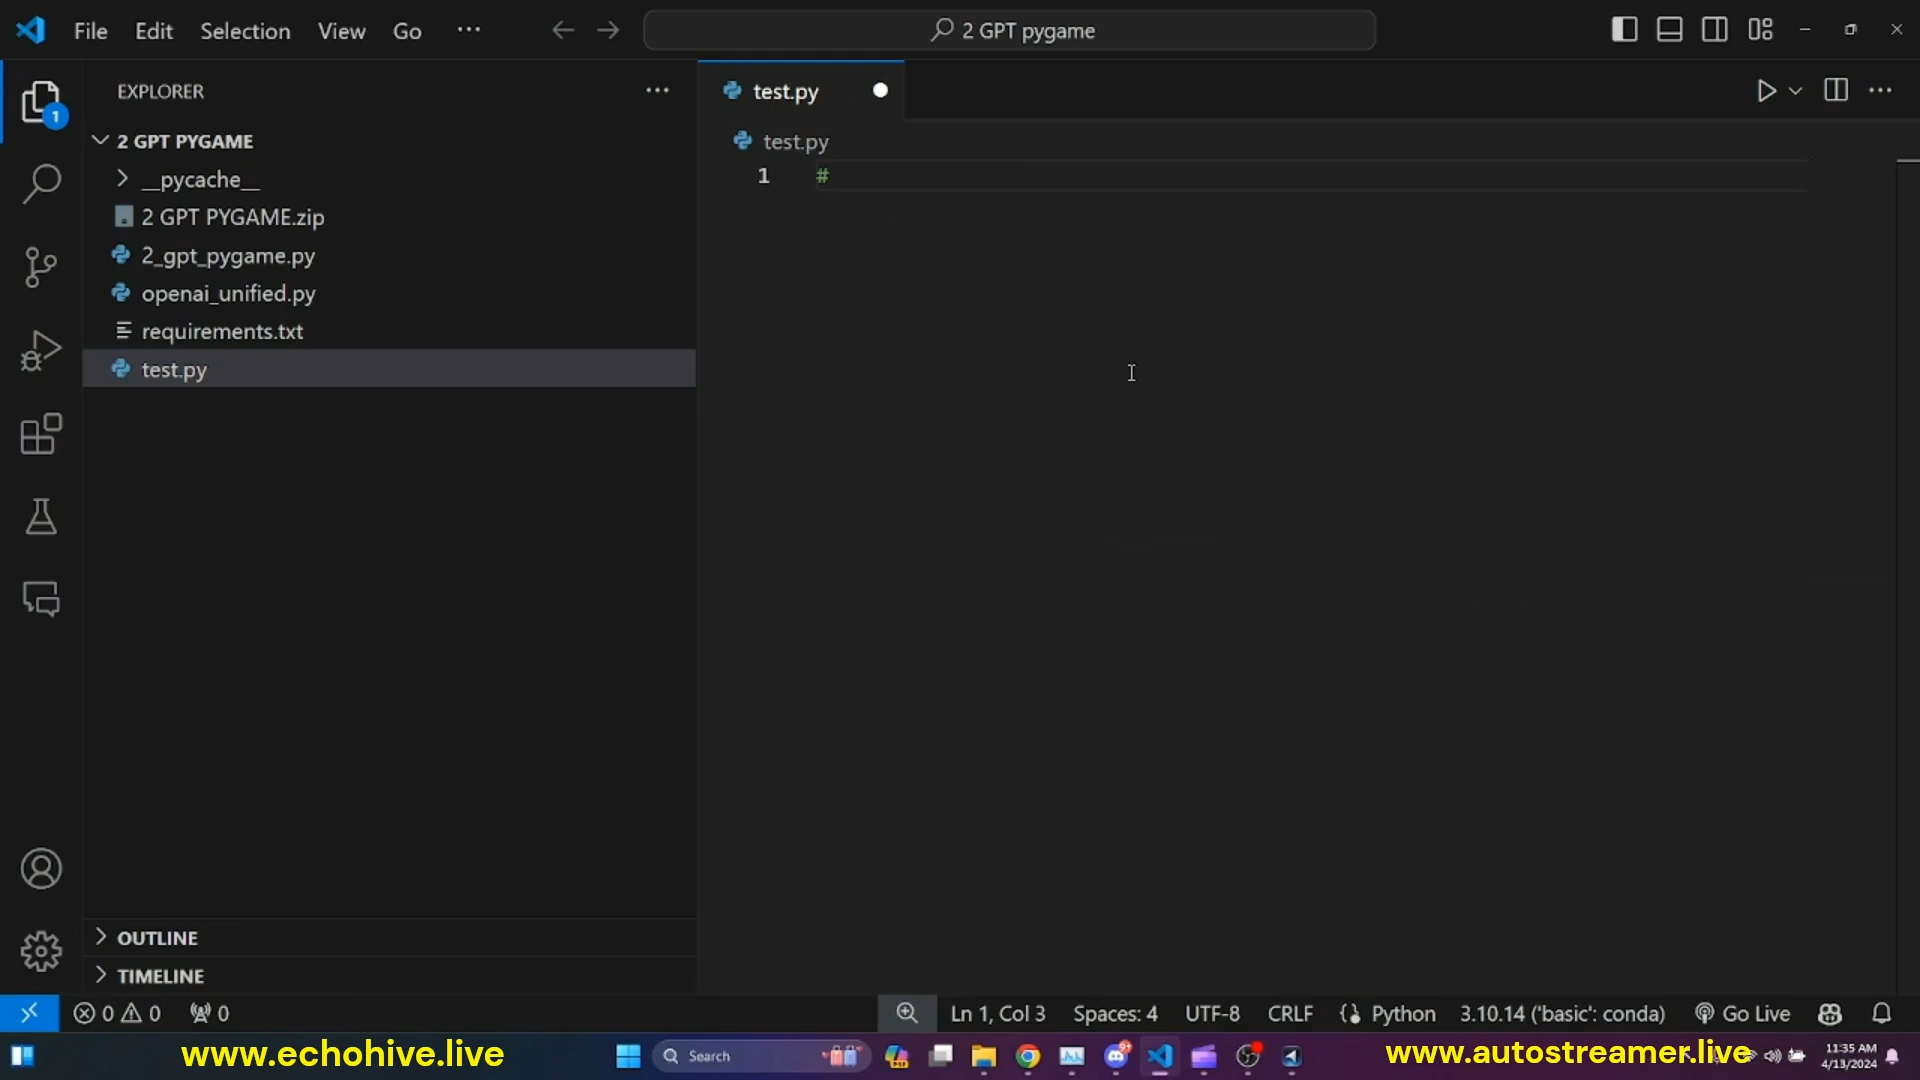 File Edit Selection View Go ··· 2 GPT pygame
EXPLORER ···
test.py
2 GPT PYGAME
test.py
1 #
__pycache__
2 GPT PYGAME.zip
2_gpt_pygame.py
openai_unified.py
requirements.txt
test.py
1
OUTLINE
TIMELINE
0 0 0 Ln 1, Col 3 Spaces: 4 UTF-8 CRLF Python 3.10.14 ('basic': conda) Go Live
www.echohive.live Search 9+ www.autostreamer.live 11:35 AM
4/13/2024